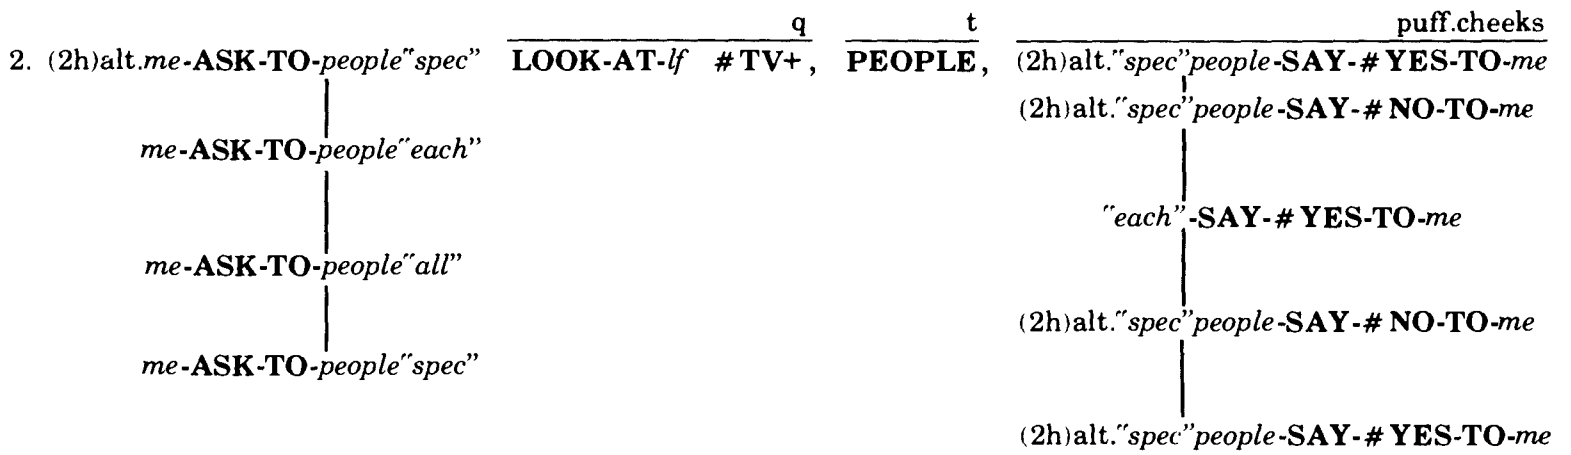 q t puff.cheeks
2. (2h)alt.me-ASK-TO-people"spec" LOOK-AT-lf #TV+, PEOPLE, (2h)alt."spec"people-SAY-#YES-TO-me
(2h)alt."spec"people-SAY-#NO-TO-me
me-ASK-TO-people"each"
"each"-SAY-#YES-TO-me
me-ASK-TO-people"all"
(2h)alt."spec"people-SAY-#NO-TO-me
me-ASK-TO-people"spec"
(2h)alt."spec"people-SAY-#YES-TO-me